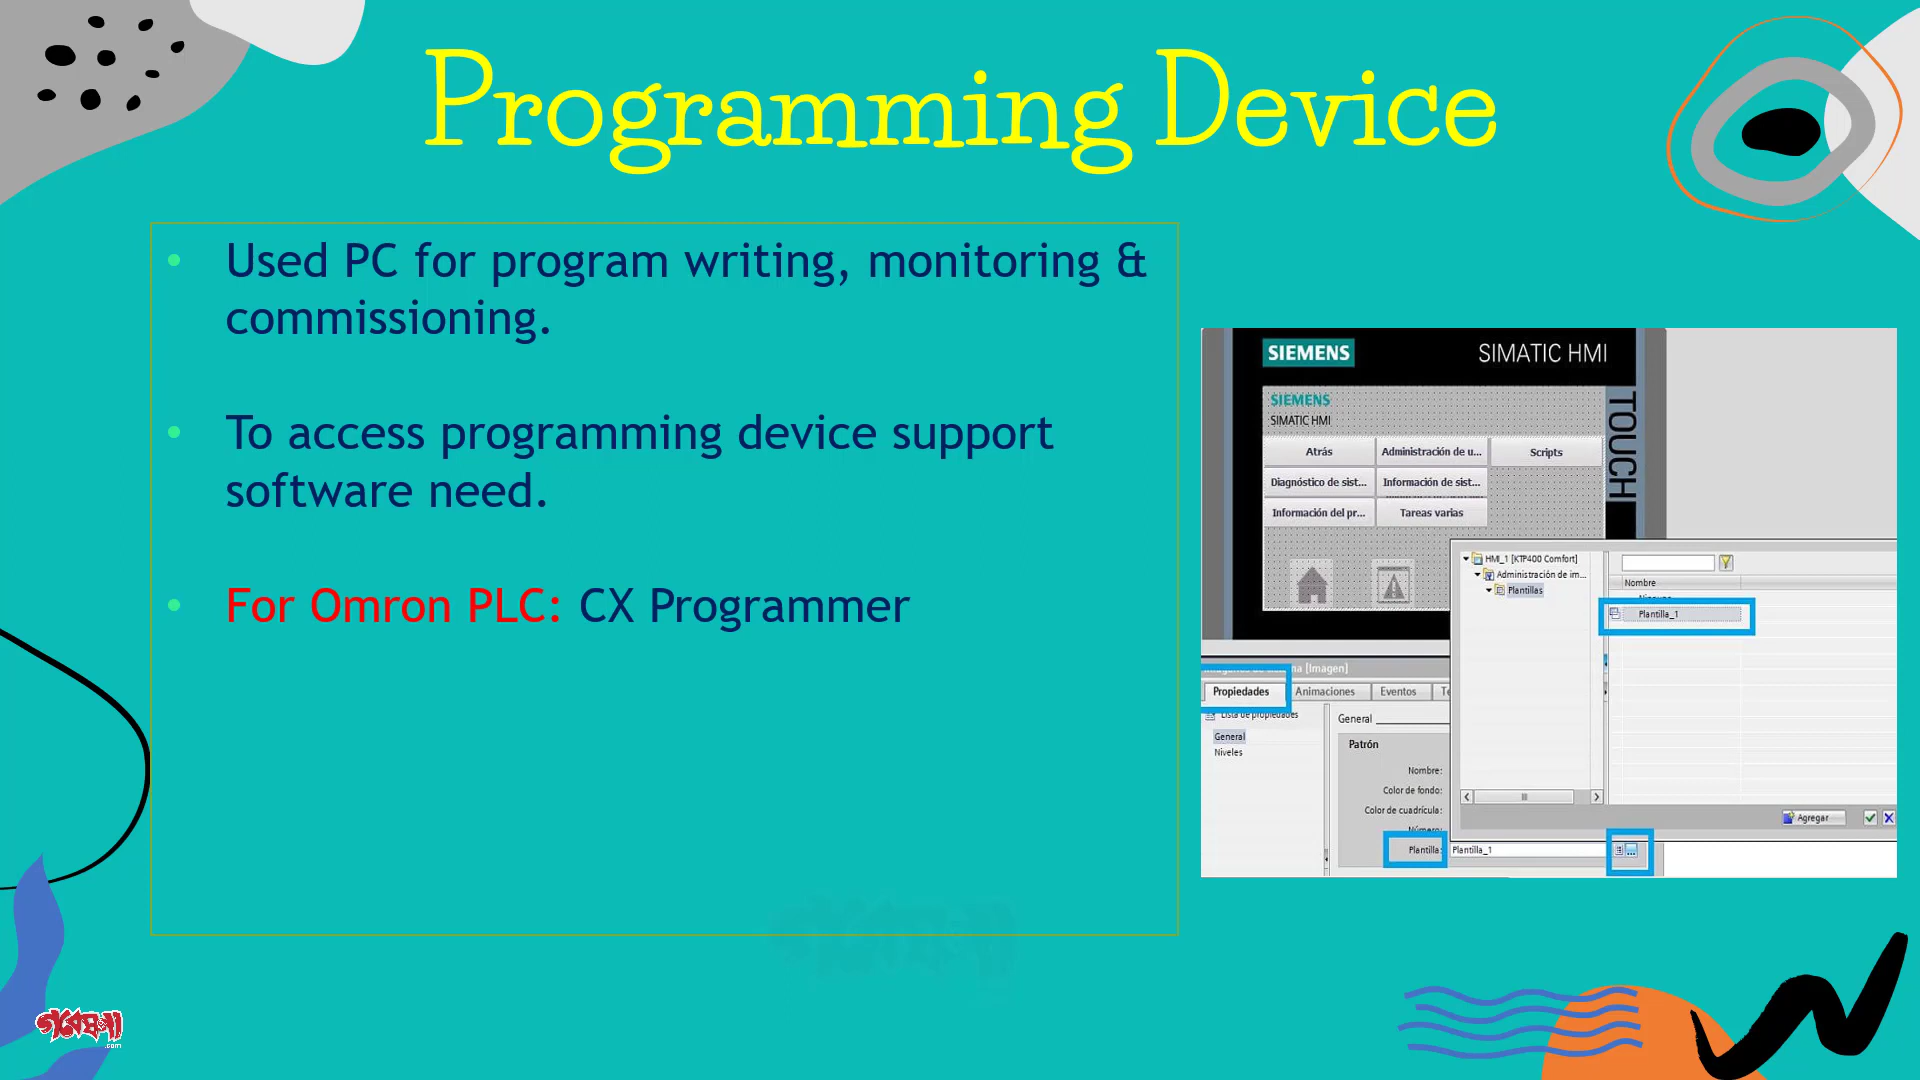 Programming Device
• Used PC for program writing, monitoring &
commissioning.
• To access programming device support
software need.
• For Omron PLC: CX Programmer
SIEMENS
SIMATIC HMI
SIEMENS
SIMATIC HMI
TOUCH
Atrás
Administración de u...
Scripts
Diagnóstico de sist...
Información de sist...
Información del pr...
Tareas varias
HMI_1 [KTP400 Comfort]
Administración de im...
Plantillas
Nombre
Plantilla_1
[Imagen]
Propiedades
Animaciones
Eventos
Lista de propiedades
General
Niveles
General
Patrón
Nombre:
Color de fondo:
Color de cuadrícula:
Número:
Plantilla:
Plantilla_1
Agregar
গবেষণা
.com